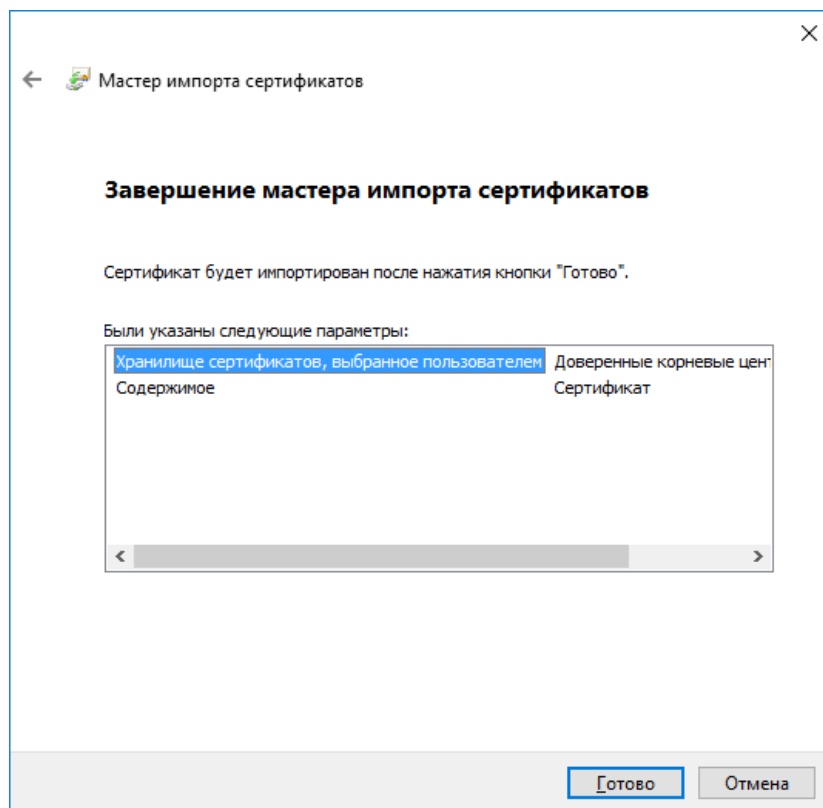 Мастер импорта сертификатов
Завершение мастера импорта сертификатов
Сертификат будет импортирован после нажатия кнопки "Готово".
Были указаны следующие параметры:
Хранилище сертификатов, выбранное пользователем Доверенные корневые цент
Содержимое Сертификат
Готово Отмена